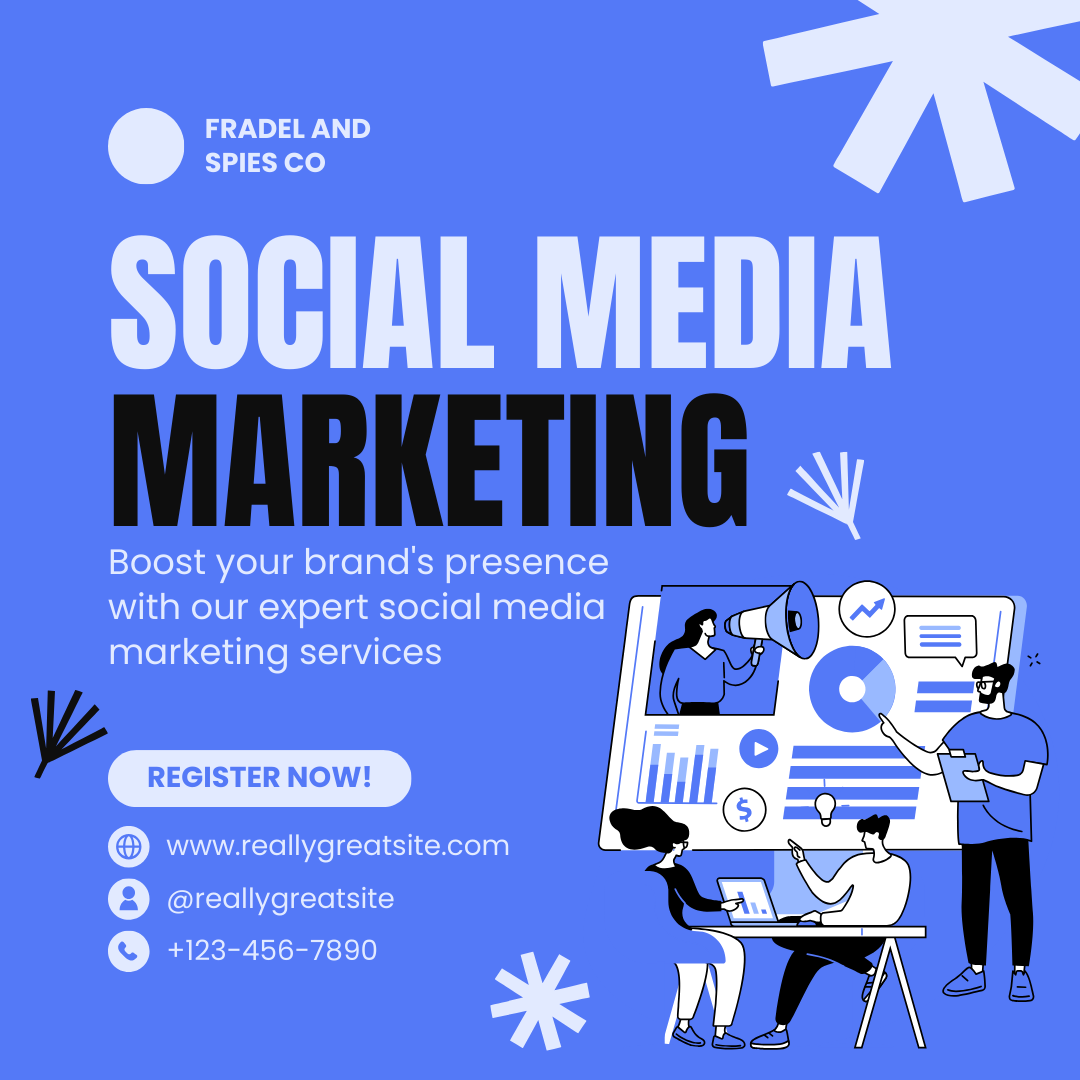 FRADEL AND
SPIES CO
SOCIAL MEDIA
MARKETING
Boost your brand's presence
with our expert social media
marketing services
$
REGISTER NOW!
www.reallygreatsite.com
@reallygreatsite
+123-456-7890